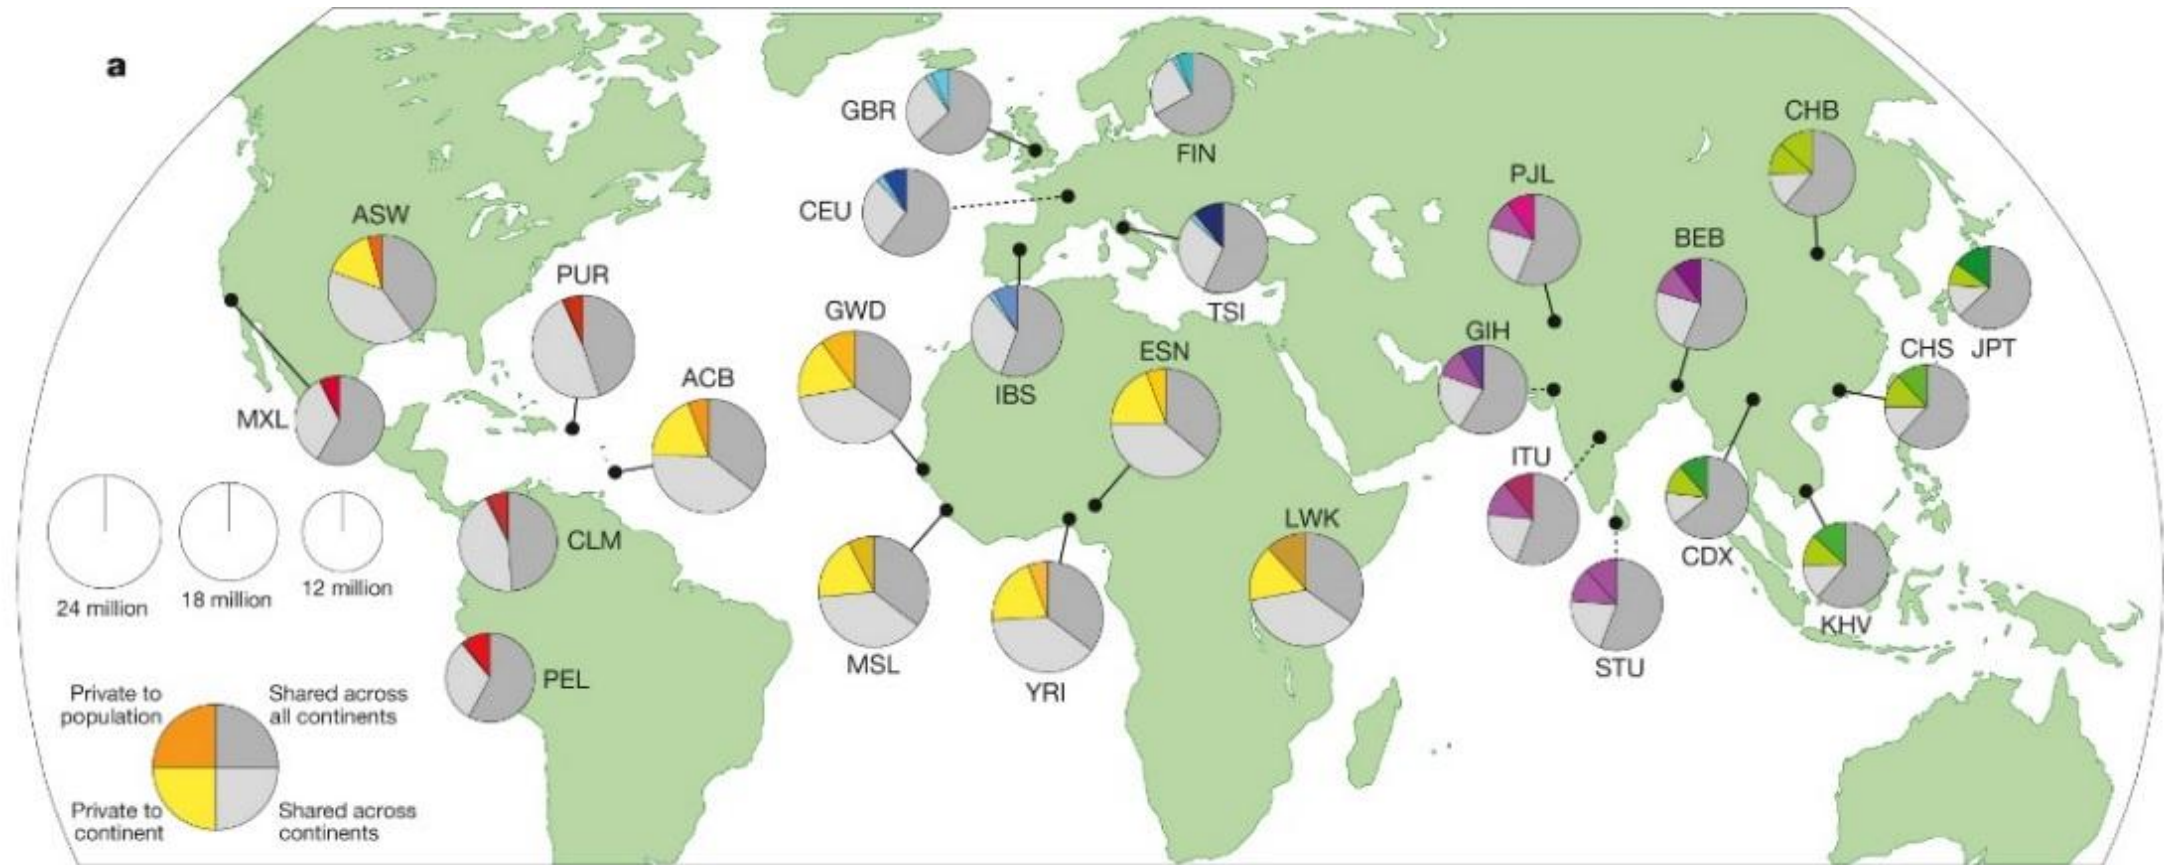 a
GBR
FIN
CHB
CEU
PJL
ASW
BEB
PUR
TSI
GWD
GIH
ESN
CHS
JPT
ACB
IBS
MXL
ITU
CLM
LWK
CDX
24 million
18 million
12 million
KHV
MSL
STU
PEL
YRI
Private to
population
Shared across
all continents
Private to
continent
Shared across
continents